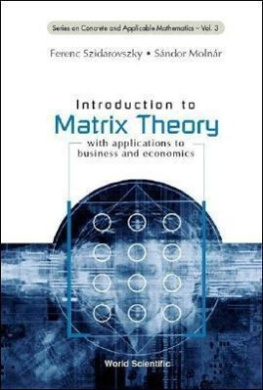 Series on Concrete and Applicable Mathematics – Vol. 3
Ferenc Szidarovszky • Sándor Molnár
Introduction to
Matrix Theory
with applications to
business and economics
World Scientific